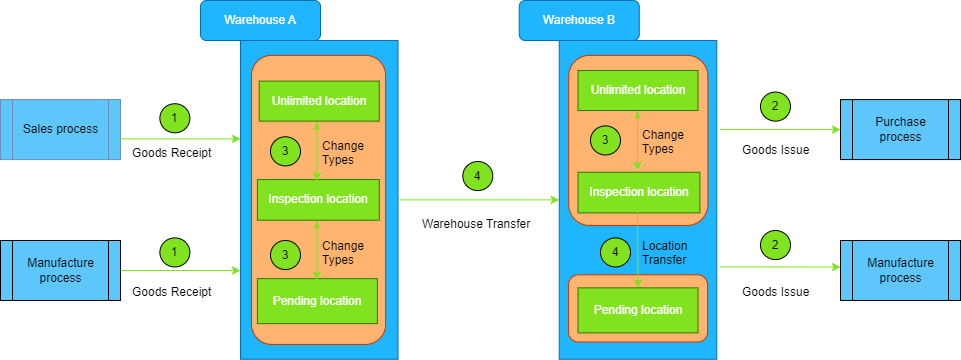 Warehouse A
Warehouse B
Sales process
1
Goods Receipt
Manufacture
process
1
Goods Receipt
Unlimited location
3
Change
Types
Inspection location
3
Change
Types
Pending location
4
Warehouse Transfer
Unlimited location
3
Change
Types
Inspection location
4
Location
Transfer
Pending location
2
Goods Issue
Purchase
process
2
Goods Issue
Manufacture
process